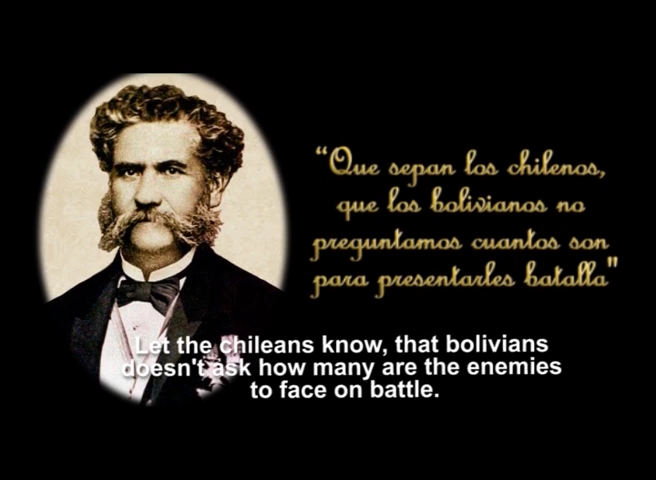 “Que sepan los chilenos,
que los bolivianos no
preguntamos cuantos son
para presentarles batalla"
Let the chileans know, that bolivians
doesn't ask how many are the enemies
to face on battle.